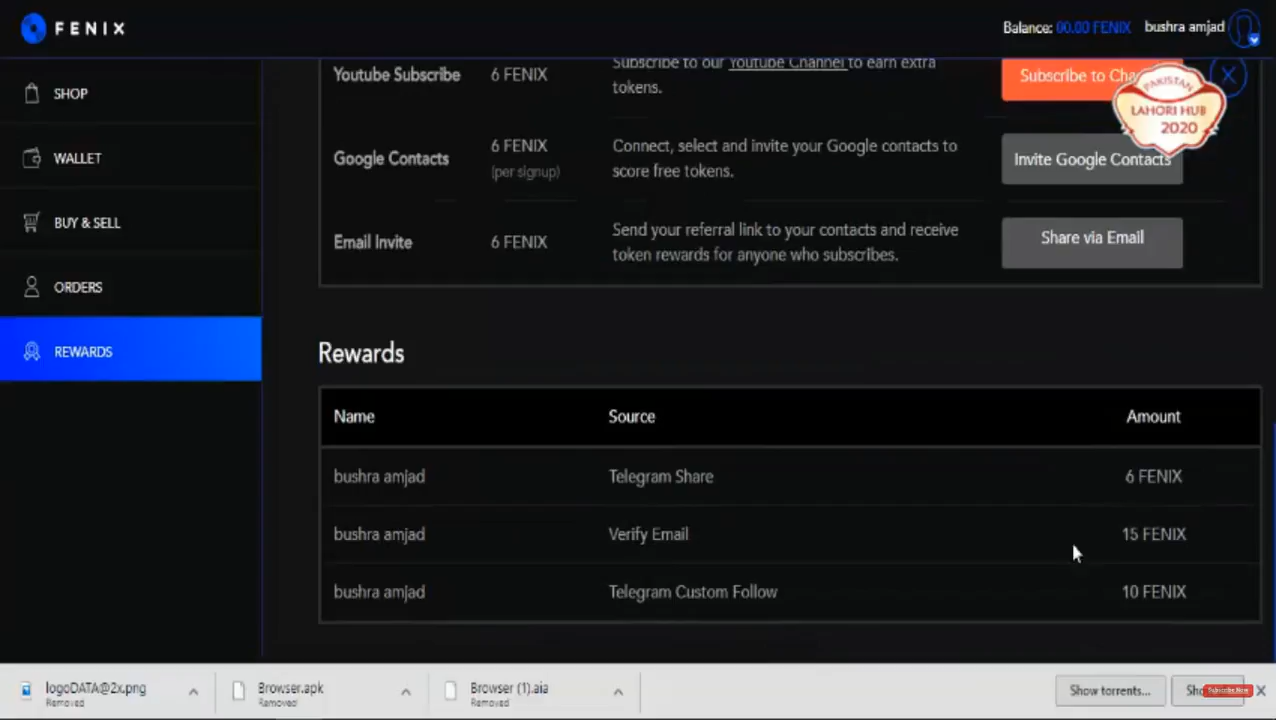 FENIX
Balance: 00.00 FENIX bushra amjad
SHOP
WALLET
BUY & SELL
ORDERS
REWARDS
Youtube Subscribe 6 FENIX Subscribe to our Youtube Channel to earn extra
tokens.
Subscribe to
PAKISTAN
LAHORI HUB
2020
Google Contacts 6 FENIX
(per signup)
Connect, select and invite your Google contacts to
score free tokens.
Invite Google Contacts
Email Invite 6 FENIX
Send your referral link to your contacts and receive
token rewards for anyone who subscribes.
Share via Email
Rewards
Name Source Amount
bushra amjad Telegram Share 6 FENIX
bushra amjad Verify Email 15 FENIX
bushra amjad Telegram Custom Follow 10 FENIX
logoDATA@2x.png
Removed
Browser.apk
Removed
Browser (1).aia
Removed
Show torrents...
Subscribe Now